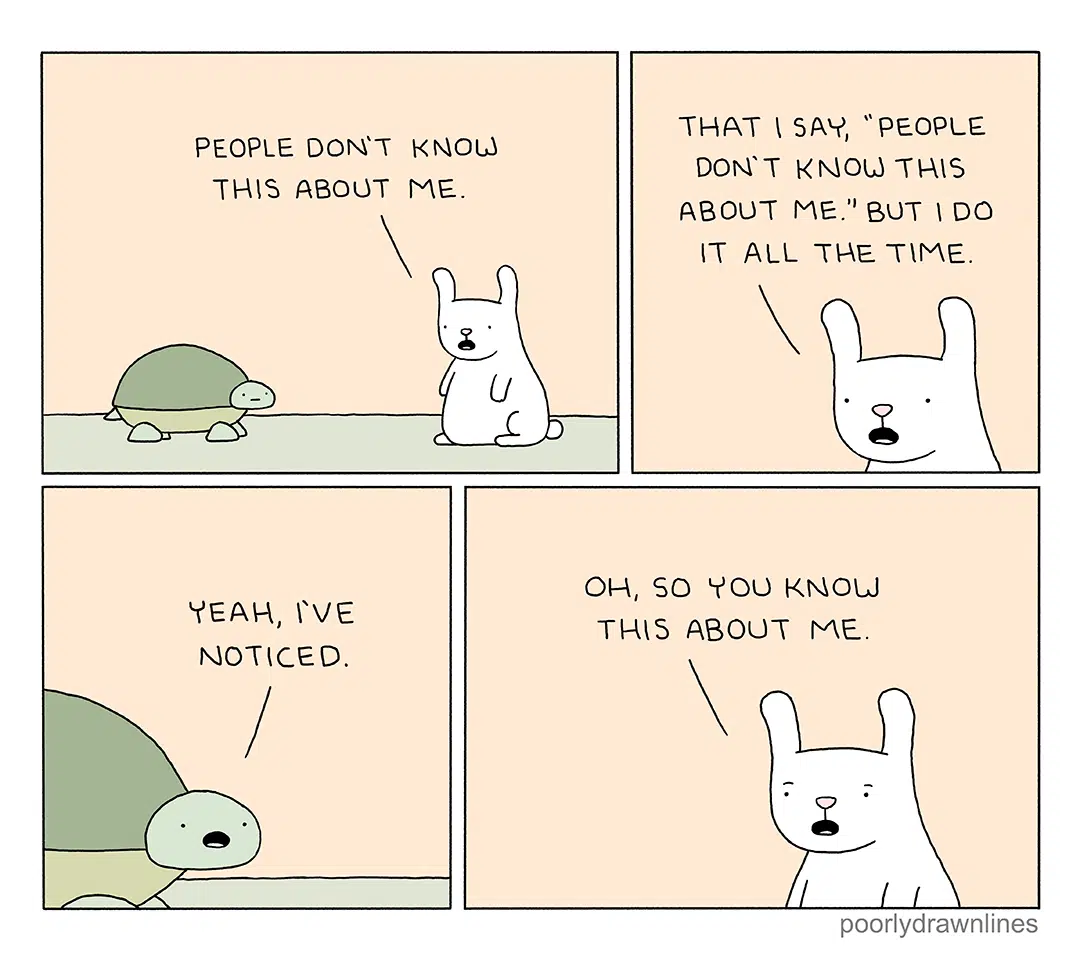 PEOPLE DON'T KNOW
THIS ABOUT ME.
THAT I SAY, "PEOPLE
DON'T KNOW THIS
ABOUT ME." BUT I DO
IT ALL THE TIME.
YEAH, I'VE
NOTICED.
OH, SO YOU KNOW
THIS ABOUT ME.
poorlydrawnlines